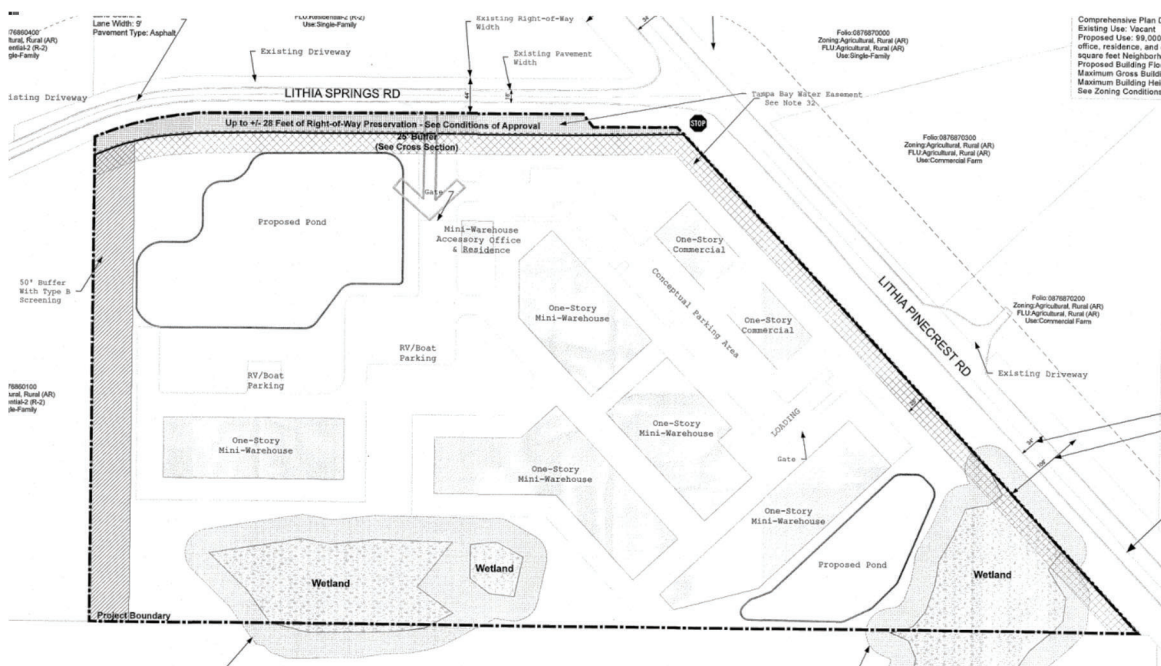 Lane Width: 9'
Pavement Type: Asphalt
FLU:Residential-2 (R-2)
Use:Single-Family
Existing Right-of-Way
Width
Existing Driveway
Existing Pavement
Width
LITHIA SPRINGS RD
Up to +/- 28 Feet of Right-of-Way Preservation - See Conditions of Approval
25' Buffer
(See Cross Section)
Tampa Bay Water Easement
See Note 32
STOP
Folio:0876870000
Zoning:Agricultural, Rural (AR)
FLU:Agricultural, Rural (AR)
Use:Single-Family
Comprehensive Plan
Existing Use: Vacant
Proposed Use: 99,000
office, residence, and
square feet
Proposed Building
Maximum Gross
Maximum Building
See Zoning Conditions
Folio:0876870300
Zoning:Agricultural, Rural (AR)
FLU:Agricultural, Rural (AR)
Use:Commercial Farm
Driveway
Gate
Proposed Pond
Mini-Warehouse
Accessory Office
& Residence
One-Story
Commercial
50' Buffer
With Type B
Screening
One-Story
Mini-Warehouse
Conceptual Parking Area
One-Story
Commercial
LITHIA PINECREST RD
Folio:0876870200
Zoning:Agricultural, Rural (AR)
FLU:Agricultural, Rural (AR)
Use:Commercial Farm
RV/Boat
Parking
RV/Boat
Parking
Existing Driveway
One-Story
Mini-Warehouse
One-Story
Mini-Warehouse
LOADING
Gate
One-Story
Mini-Warehouse
One-Story
Mini-Warehouse
Proposed Pond
Wetland
Wetland
Wetland
Project Boundary